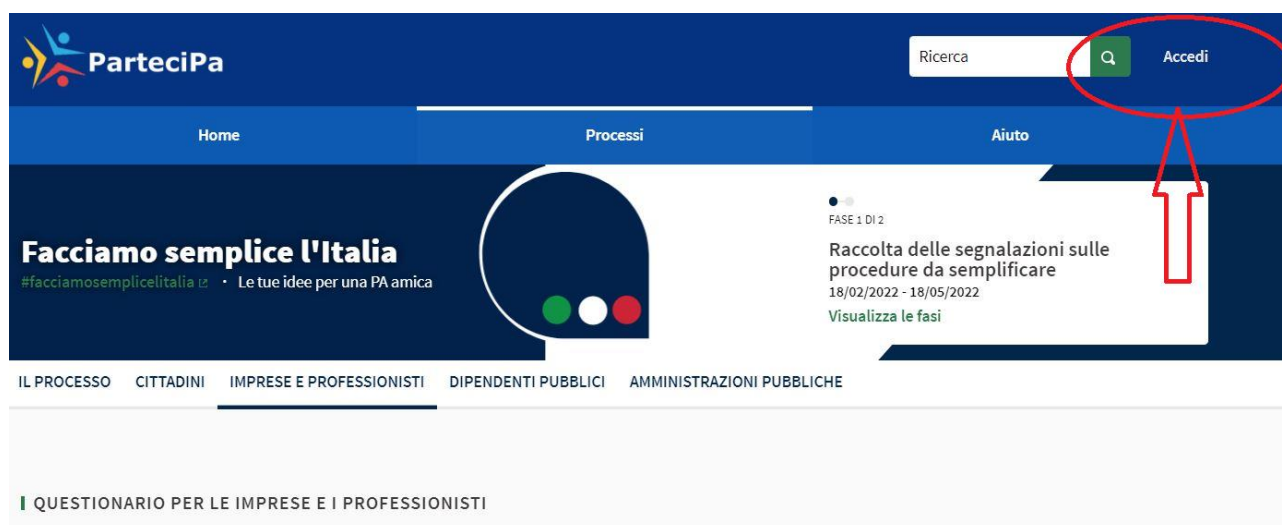 ParteciPa
Ricerca
Accedi
Home
Processi
Aiuto
Facciamo semplice l'Italia
#facciamosemplicelitalia · Le tue idee per una PA amica
FASE 1 DI 2
Raccolta delle segnalazioni sulle
procedure da semplificare
18/02/2022 - 18/05/2022
Visualizza le fasi
IL PROCESSO CITTADINI IMPRESE E PROFESSIONISTI DIPENDENTI PUBBLICI AMMINISTRAZIONI PUBBLICHE
QUESTIONARIO PER LE IMPRESE E I PROFESSIONISTI